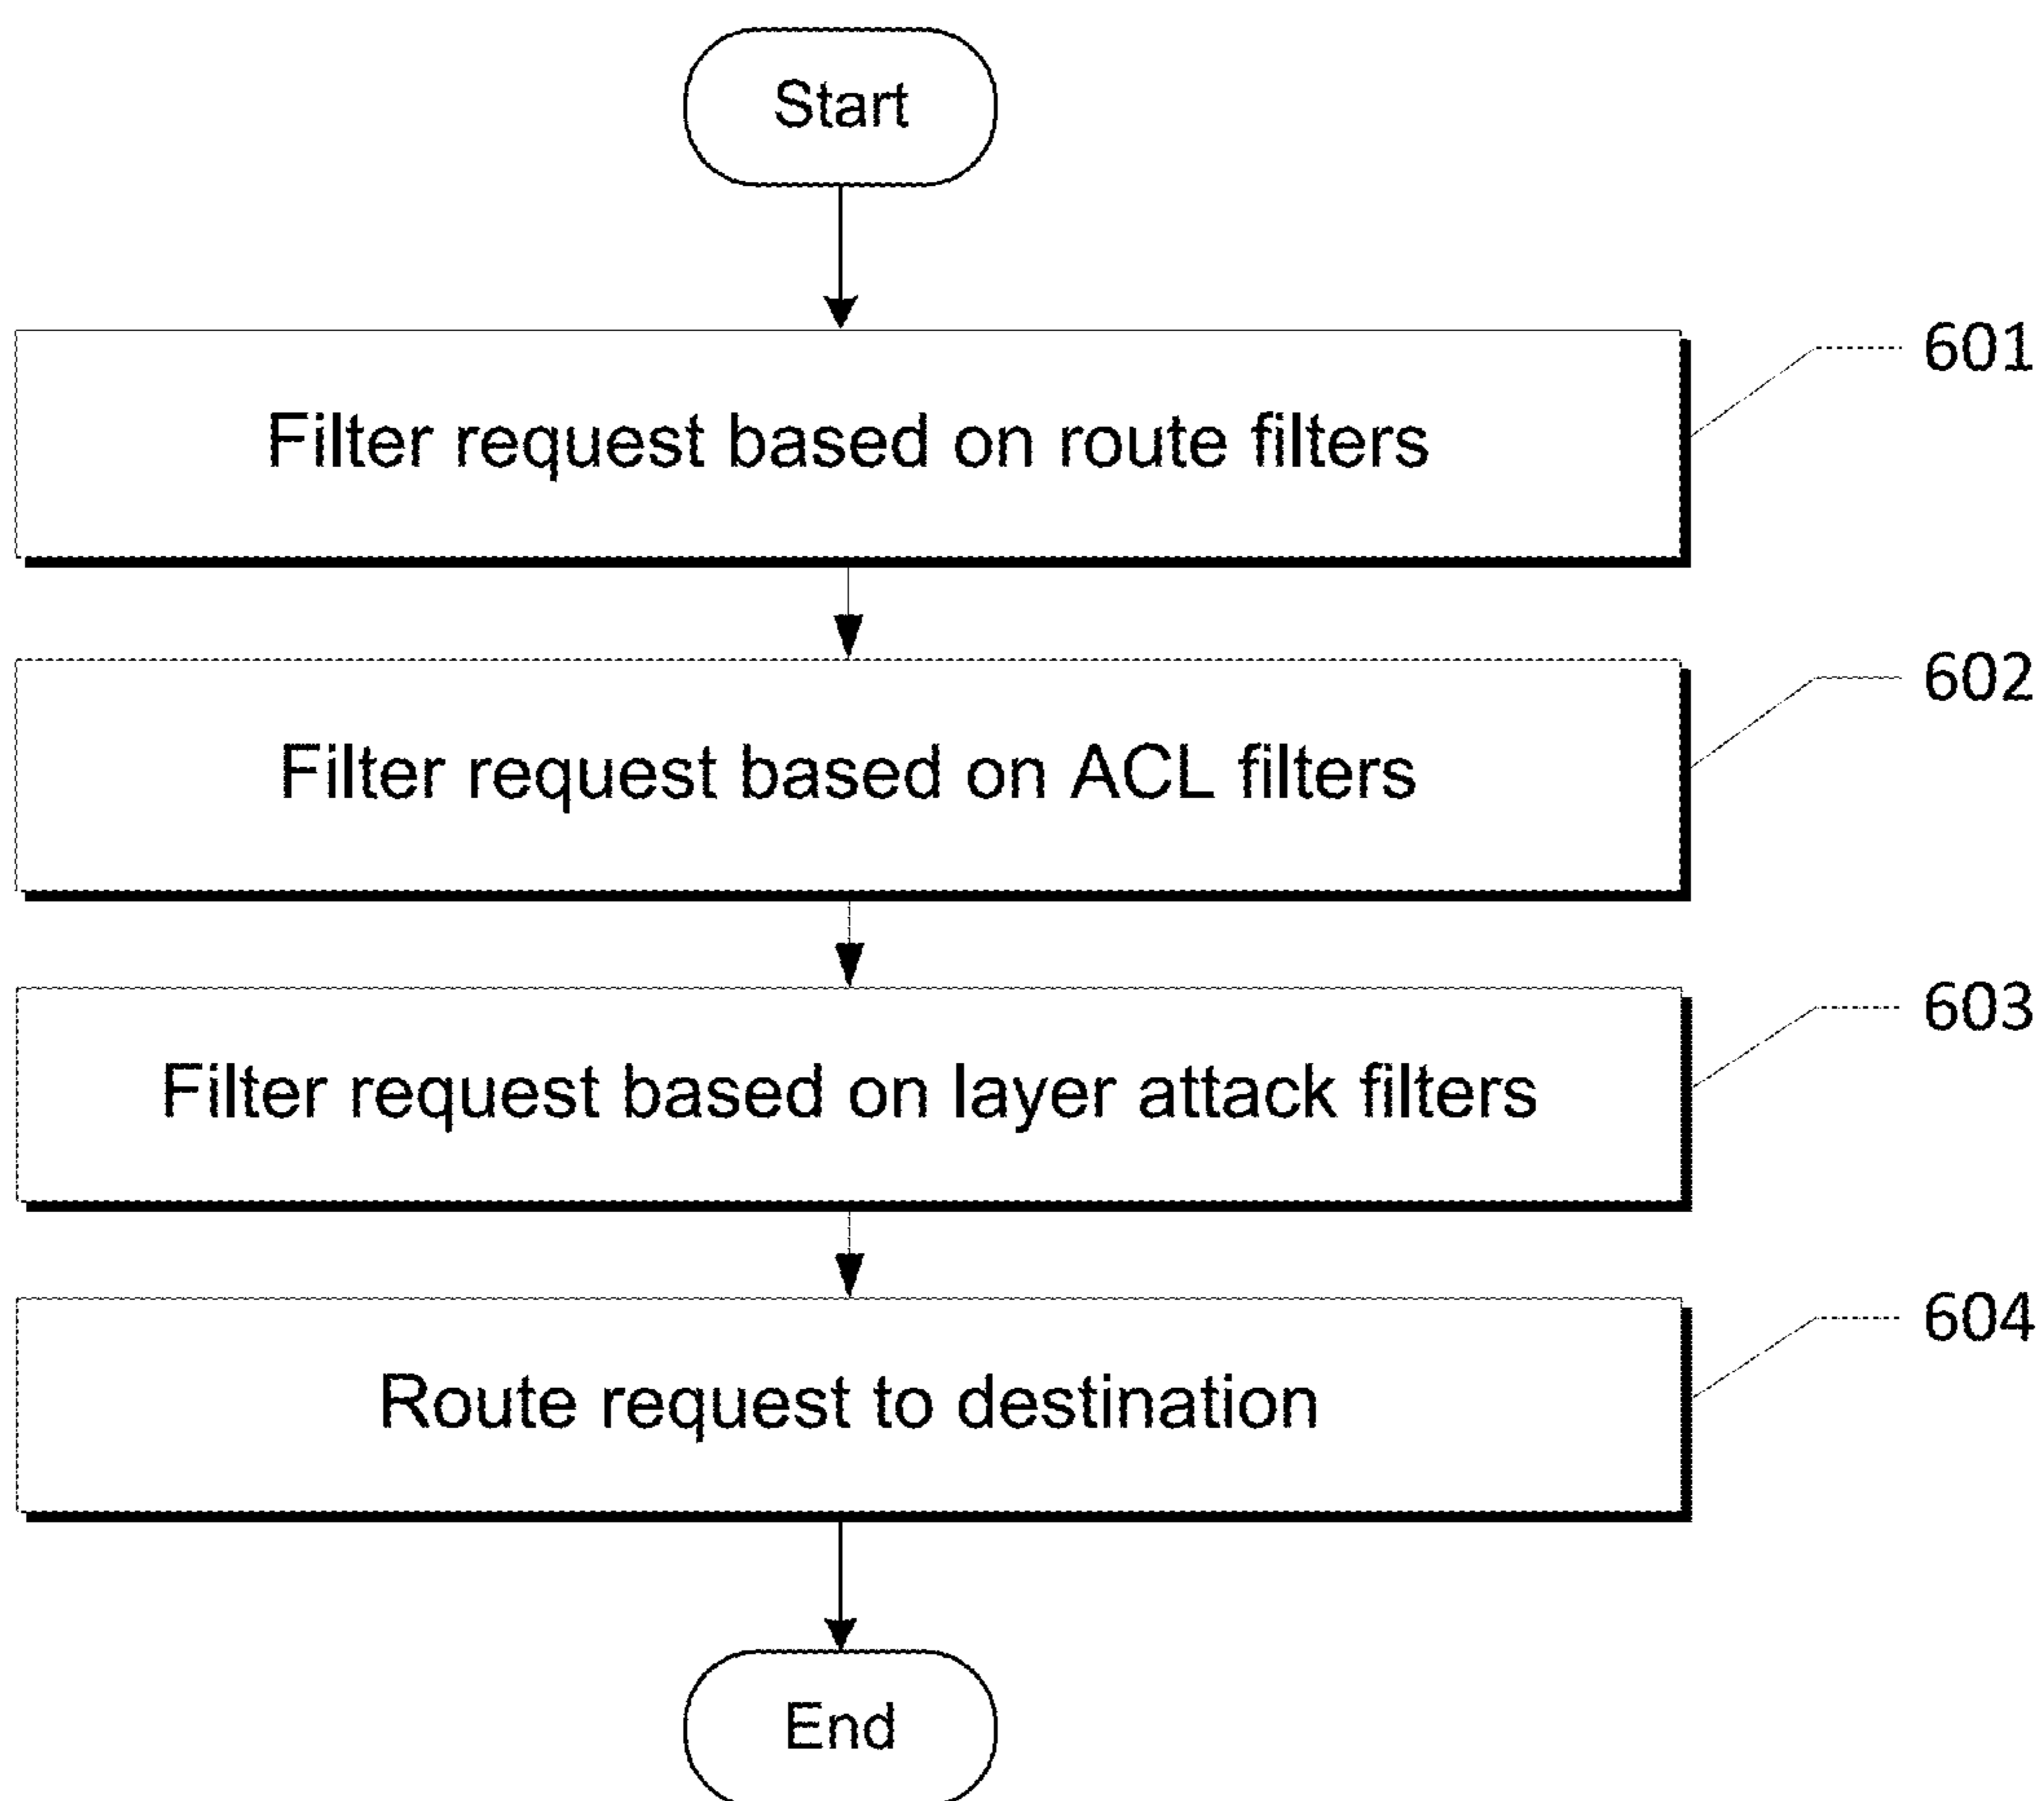 Start
Filter request based on route filters
601
Filter request based on ACL filters
602
Filter request based on layer attack filters
603
Route request to destination
604
End